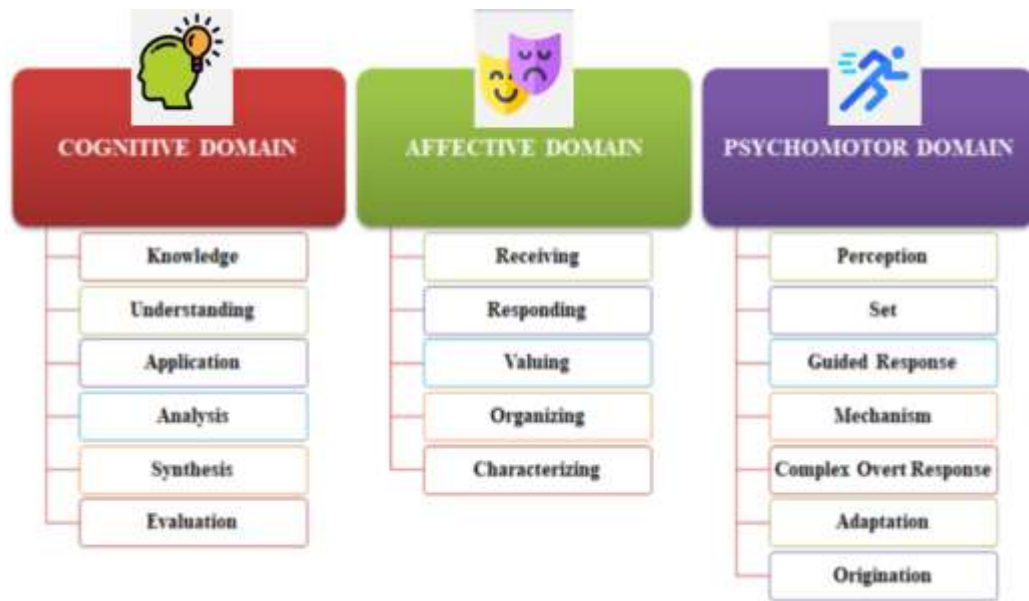 COGNITIVE DOMAIN
Knowledge
Understanding
Application
Analysis
Synthesis
Evaluation
AFFECTIVE DOMAIN
Receiving
Responding
Valuing
Organizing
Characterizing
PSYCHOMOTOR DOMAIN
Perception
Set
Guided Response
Mechanism
Complex Overt Response
Adaptation
Origination